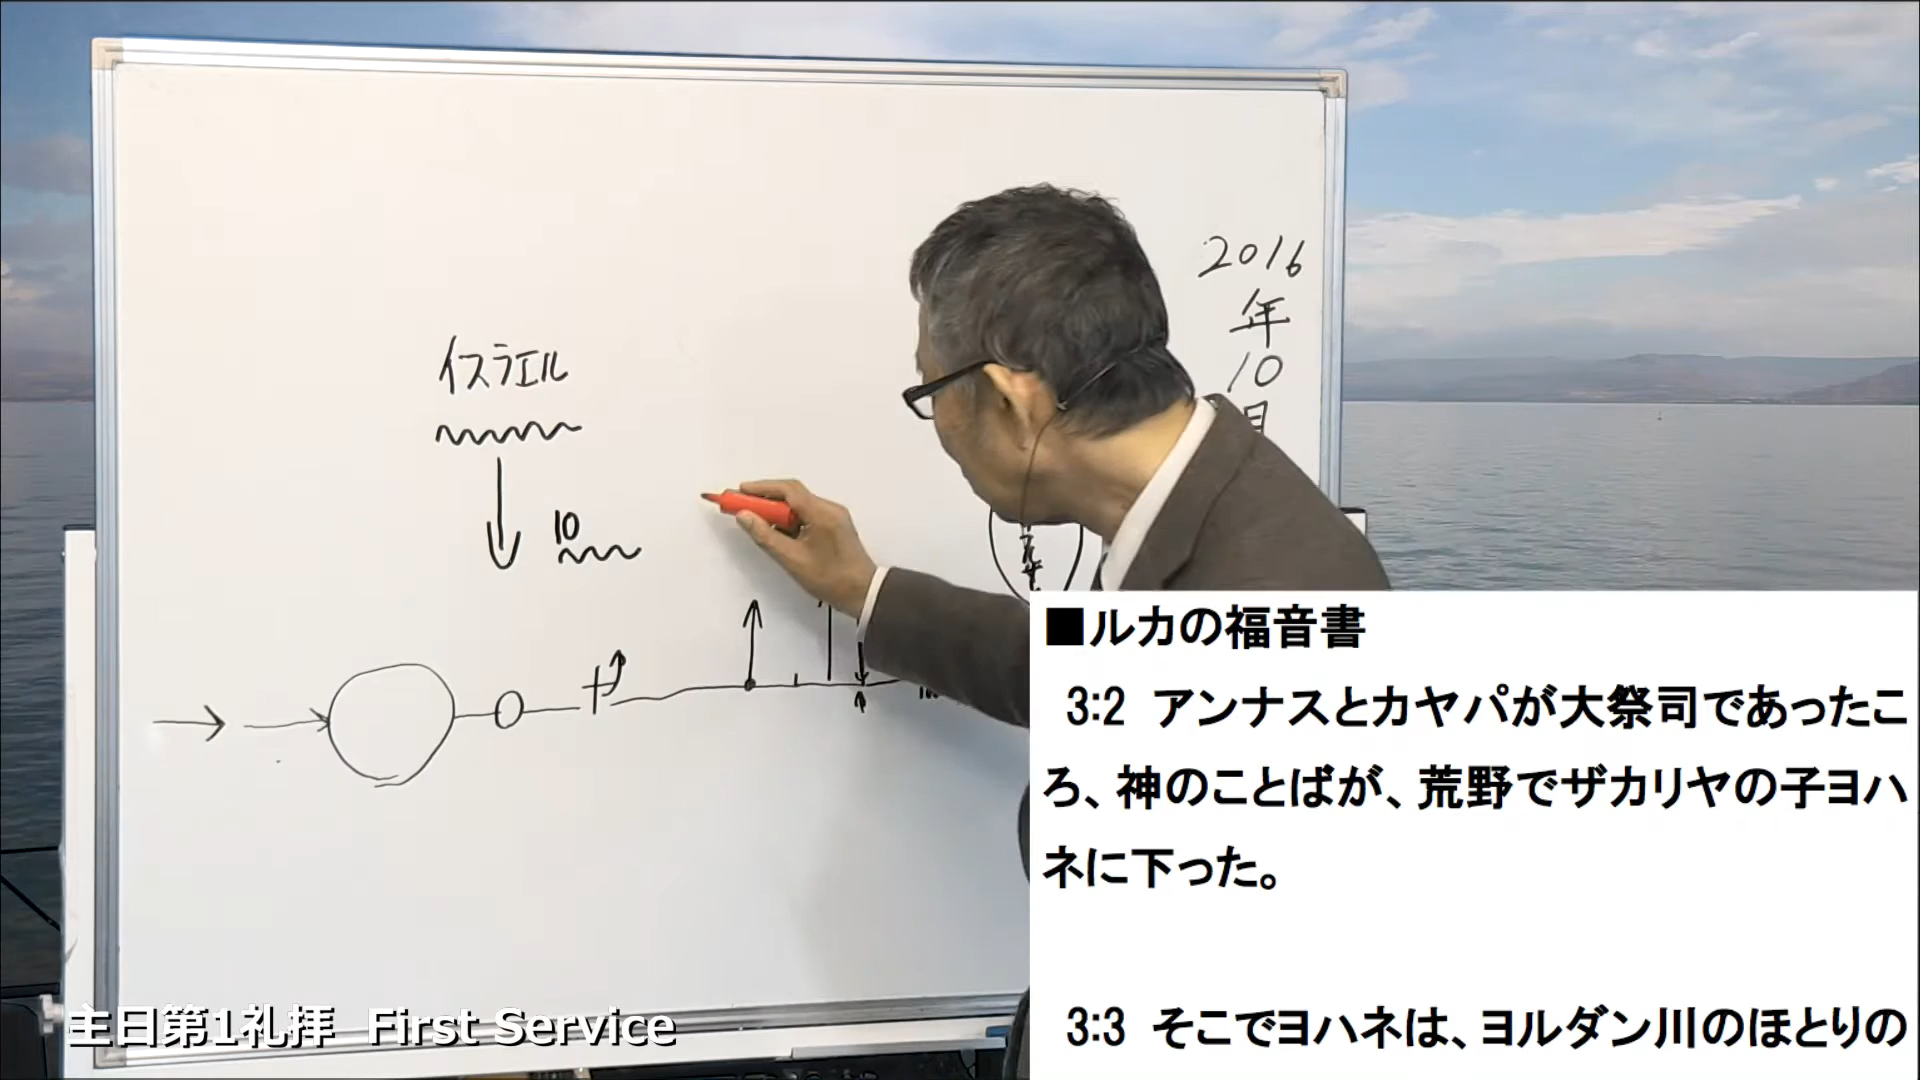 2016
年
10
月
イスラエル
10
■ルカの福音書
3:2 アンナスとカヤパが大祭司であったこ
ろ、神のことばが、荒野でザカリヤの子ヨハ
ネに下った。
3:3 そこでヨハネは、ヨルダン川のほとりの
主日第1礼拝 First Service